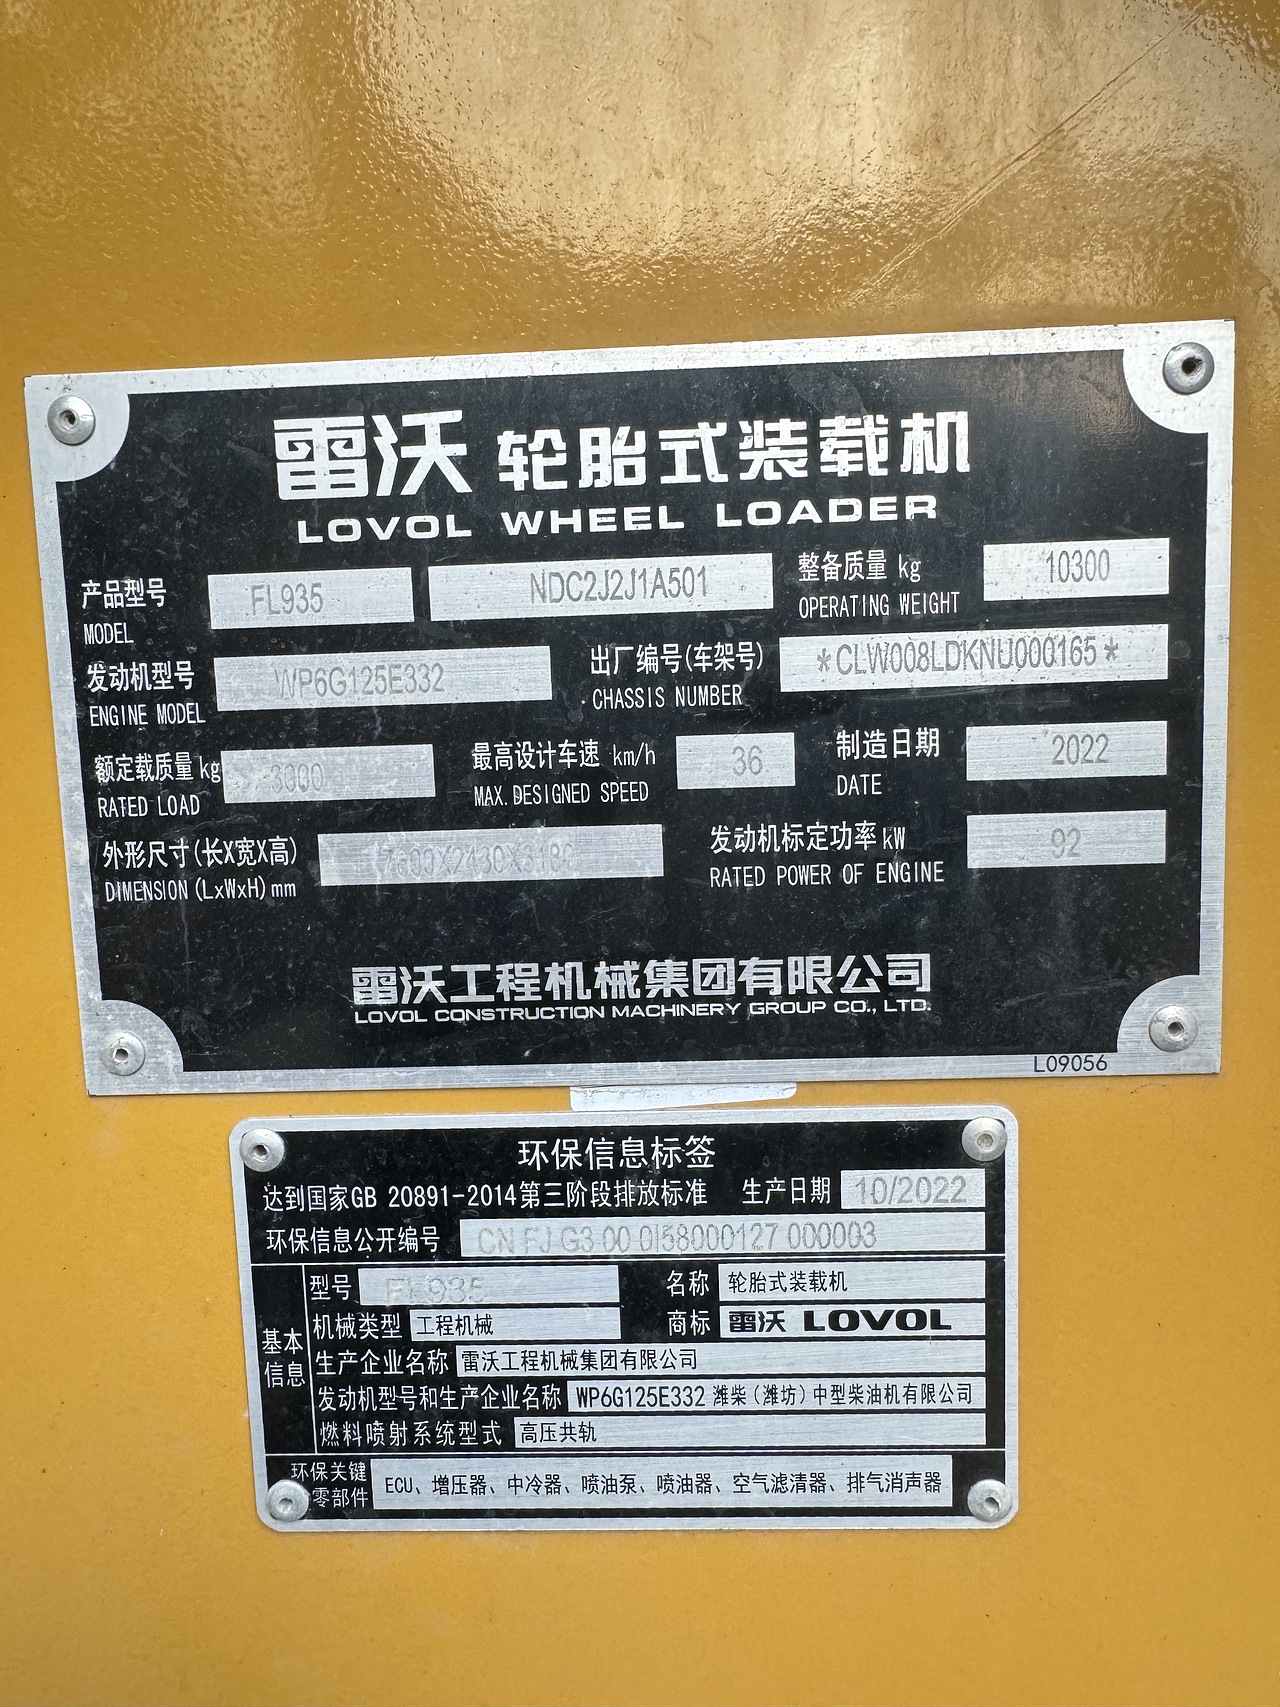 雷沃 轮胎式装载机
LOVOL WHEEL LOADER
产品型号 FL935 NDC2J2J1A501 整备质量 kg 10300
MODEL OPERATING WEIGHT
发动机型号 WP6G125E332 出厂编号(车架号) *CLW008LDKNU000165*
ENGINE MODEL CHASSIS NUMBER
额定载质量 kg 3000 最高设计车速 km/h 36 制造日期 2022
RATED LOAD MAX.DESIGNED SPEED DATE
外形尺寸(长X宽X高) 发动机标定功率 kW 92
DIMENSION(LxWxH)mm RATED POWER OF ENGINE
雷沃工程机械集团有限公司
LOVOL CONSTRUCTION MACHINERY GROUP CO., LTD.
L09056
环保信息标签
达到国家GB 20891-2014第三阶段排放标准 生产日期 10/2022
环保信息公开编号 CN FJ G3 00 0I58000127 000003
基本信息
型号 FL935 名称 轮胎式装载机
机械类型 工程机械 商标 雷沃 LOVOL
生产企业名称 雷沃工程机械集团有限公司
发动机型号和生产企业名称 WP6G125E332 潍柴(潍坊)中型柴油机有限公司
燃料喷射系统型式 高压共轨
环保关键零部件 ECU、增压器、中冷器、喷油泵、喷油器、空气滤清器、排气消声器